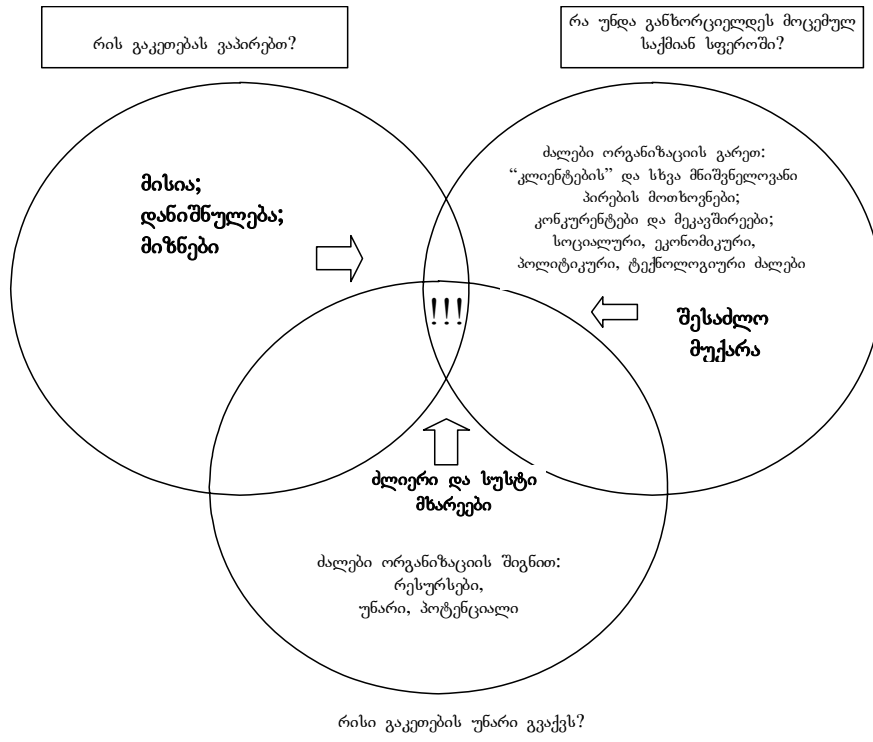 რის გაკეთებას ვაპირებთ?
რა უნდა განხორციელდეს მოცემულ
საქმიან სფეროში?
მისია;
დანიშნულება;
მიზნები
ძალები ორგანიზაციის გარეთ:
“კლიენტების” და სხვა მნიშვნელოვანი
პირების მოთხოვნები;
კონკურენტები და მეკავშირეები;
სოციალური, ეკონომიკური,
პოლიტიკური, ტექნოლოგიური ძალები
!!!
შესაძლო
მუქარა
ძლიერი და სუსტი
მხარეები
ძალები ორგანიზაციის შიგნით:
რესურსები,
უნარი, პოტენციალი
რისი გაკეთების უნარი გვაქვს?